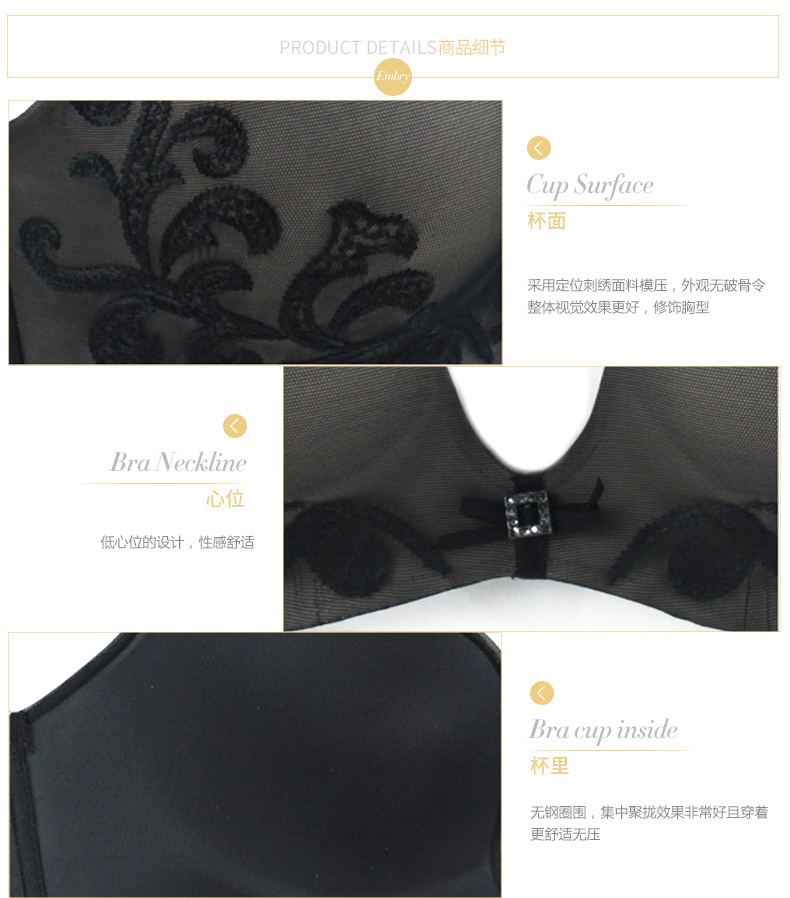 PRODUCT DETAILS商品细节
Embry
Cup Surface
杯面
采用定位刺绣面料模压，外观无破骨令
整体视觉效果更好，修饰胸型
Bra Neckline
心位
低心位的设计，性感舒适
Bra cup inside
杯里
无钢圈围，集中聚拢效果非常好且穿着
更舒适无压